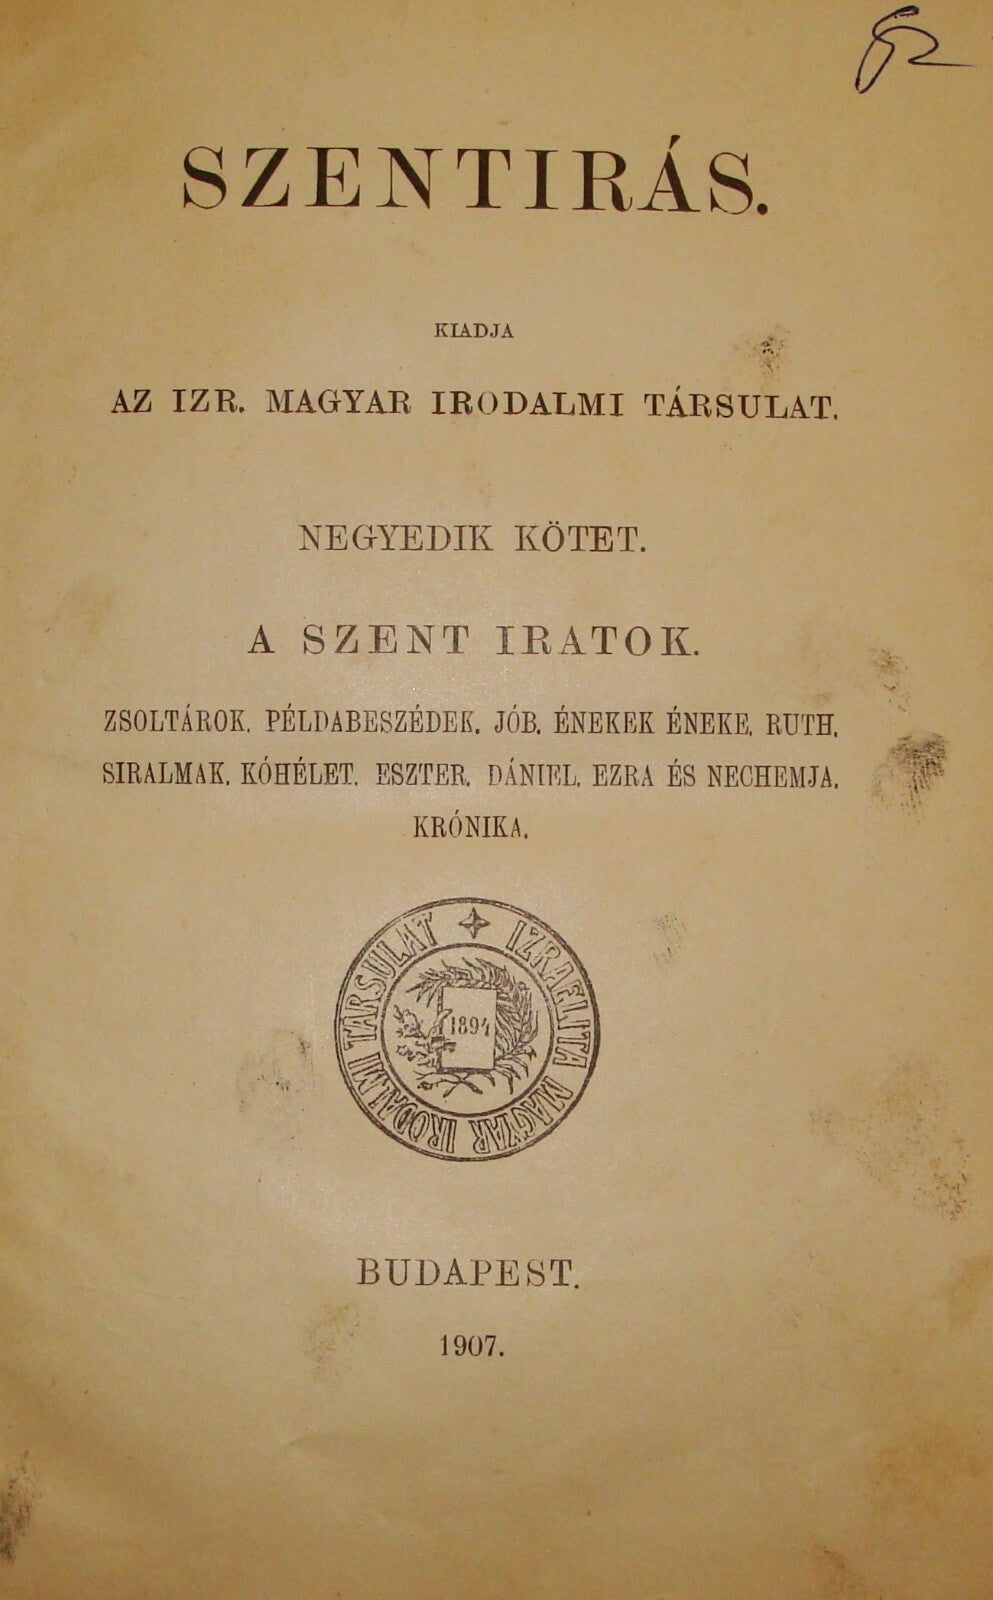 SZENTIRÁS.
KIADJA
AZ IZR. MAGYAR IRODALMI TÁRSULAT.
NEGYEDIK KÖTET.
A SZENT IRATOK.
ZSOLTÁROK. PÉLDABESZÉDEK. JÓB. ÉNEKEK ÉNEKE. RUTH.
SIRALMAK. KÓHÉLET. ESZTER. DÁNIEL. EZRA ÉS NECHEMJA.
KRÓNIKA.
IZRAELITA MAGYAR IRODALMI TÁRSULAT
1894
BUDAPEST.
1907.